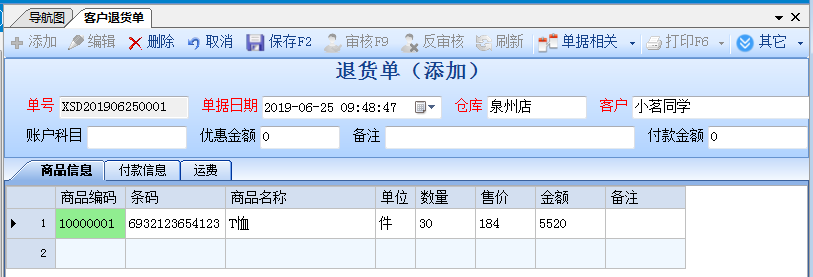 导航图 客户退货单
添加 编辑 删除 取消 保存F2 审核F9 反审核 刷新 单据相关 打印F6 其它
退货单（添加）
单号 XSD201906250001 单据日期 2019-06-25 09:48:47 仓库 泉州店 客户 小茗同学
账户科目 优惠金额 0 备注 付款金额 0
商品信息 付款信息 运费
商品编码 条码 商品名称 单位 数量 售价 金额 备注
1 10000001 6932123654123 T恤 件 30 184 5520
2